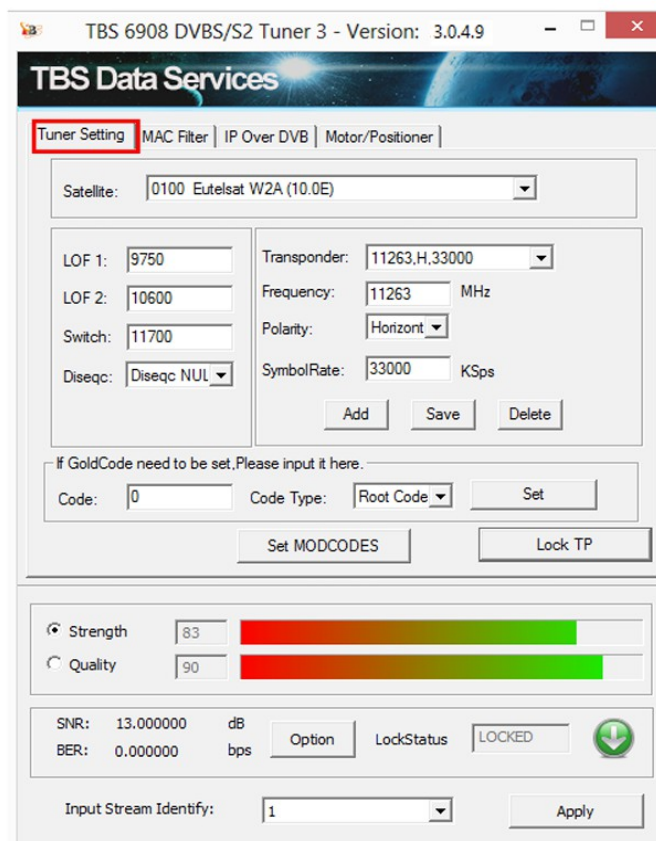 TBS 6908 DVBS/S2 Tuner 3 - Version: 3.0.4.9
TBS Data Services
Tuner Setting MAC Filter IP Over DVB Motor/Positioner
Satellite: 0100 Eutelsat W2A (10.0E)
LOF 1: 9750
LOF 2: 10600
Switch: 11700
Diseqc: Diseqc NUL
Transponder: 11263,H,33000
Frequency: 11263 MHz
Polarity: Horizont
SymbolRate: 33000 KSps
Add Save Delete
If GoldCode need to be set,Please input it here.
Code: 0 Code Type: Root Code Set
Set MODCODES Lock TP
Strength 83
Quality 90
SNR: 13.000000 dB
BER: 0.000000 bps
Option LockStatus LOCKED
Input Stream Identify: 1 Apply